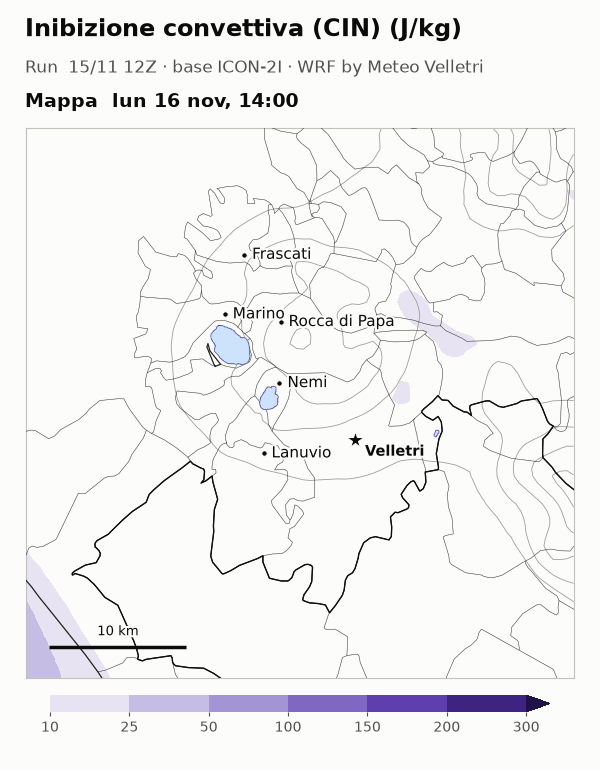 Inibizione convettiva (CIN) (J/kg)
Run  15/11 12Z · base ICON-2I · WRF by Meteo Velletri
Mappa  lun 16 nov, 14:00
Frascati
Marino
Rocca di Papa
Nemi
Velletri
Lanuvio
10 km
10 25 50 100 150 200 300